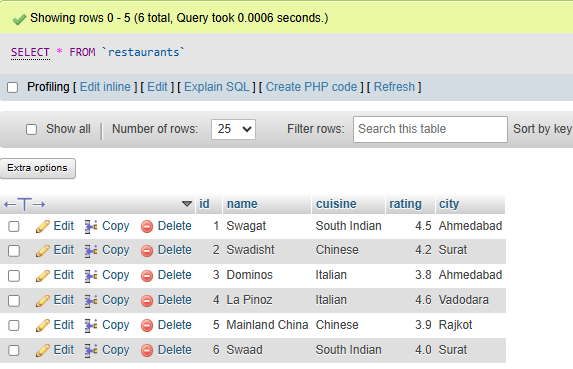 Showing rows 0 - 5 (6 total, Query took 0.0006 seconds.)
SELECT * FROM `restaurants`
Profiling [ Edit inline ] [ Edit ] [ Explain SQL ] [ Create PHP code ] [ Refresh ]
Show all | Number of rows: 25 Filter rows: Search this table Sort by key
Extra options
←T→ id name cuisine rating city
Edit Copy Delete 1 Swagat South Indian 4.5 Ahmedabad
Edit Copy Delete 2 Swadisht Chinese 4.2 Surat
Edit Copy Delete 3 Dominos Italian 3.8 Ahmedabad
Edit Copy Delete 4 La Pinoz Italian 4.6 Vadodara
Edit Copy Delete 5 Mainland China Chinese 3.9 Rajkot
Edit Copy Delete 6 Swaad South Indian 4.0 Surat